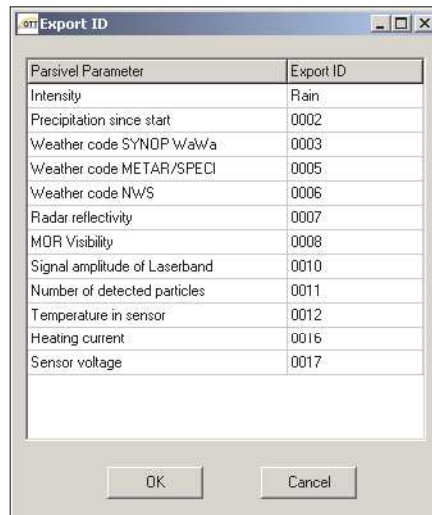 OTT Export ID
Parsivel Parameter Export ID
Intensity Rain
Precipitation since start 0002
Weather code SYNOP WaWa 0003
Weather code METAR/SPECI 0005
Weather code NWS 0006
Radar reflectivity 0007
MOR Visibility 0008
Signal amplitude of Laserband 0010
Number of detected particles 0011
Temperature in sensor 0012
Heating current 0016
Sensor voltage 0017
OK Cancel